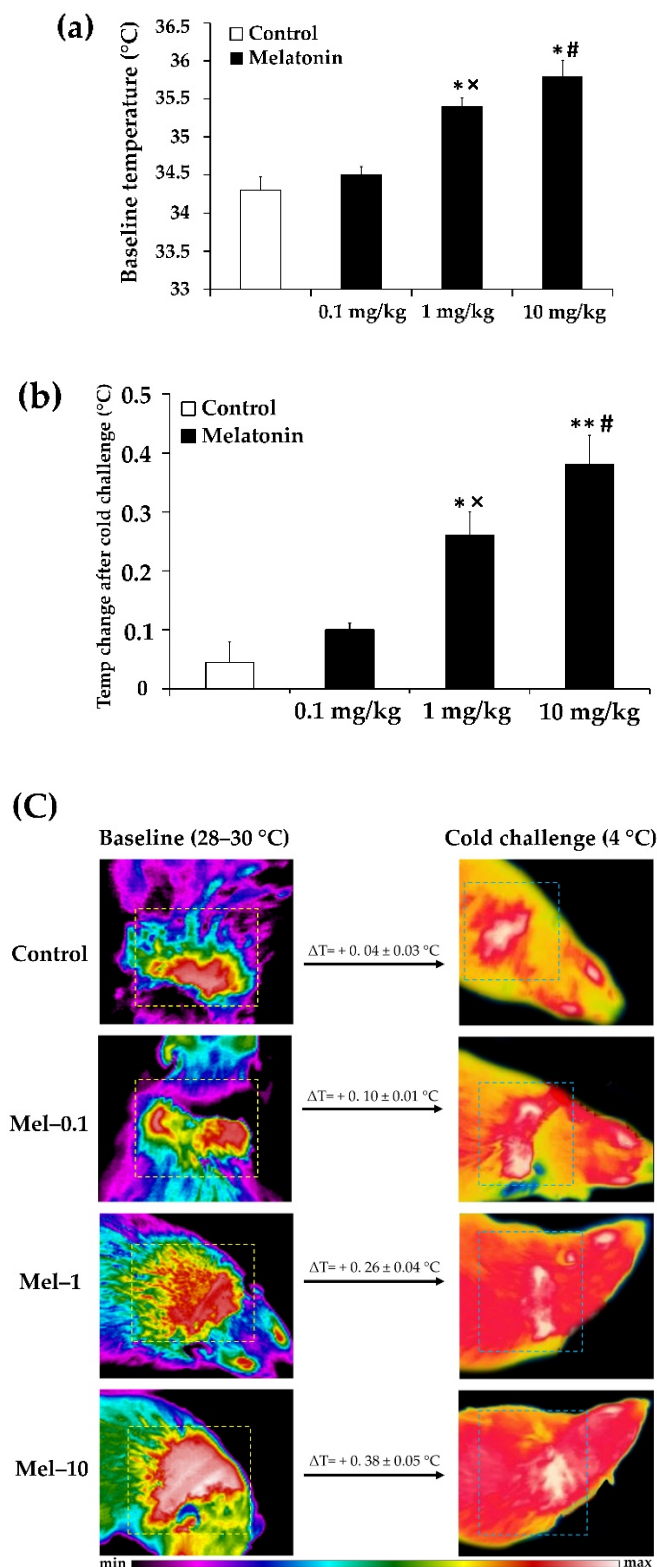 (a)
Baseline temperature (°C)
Control
Melatonin
36.5
36
35.5
35
34.5
34
33.5
33
*×
*#
0.1 mg/kg 1 mg/kg 10 mg/kg
(b)
Temp change after cold challenge (°C)
Control
Melatonin
0.5
0.4
0.3
0.2
0.1
0
*×
**#
0.1 mg/kg 1 mg/kg 10 mg/kg
(C)
Baseline (28–30 °C) Cold challenge (4 °C)
Control ΔT= + 0. 04 ± 0.03 °C
Mel–0.1 ΔT= + 0. 10 ± 0.01 °C
Mel–1 ΔT= + 0.26 ± 0.04 °C
Mel–10 ΔT= + 0.38 ± 0.05 °C
min max